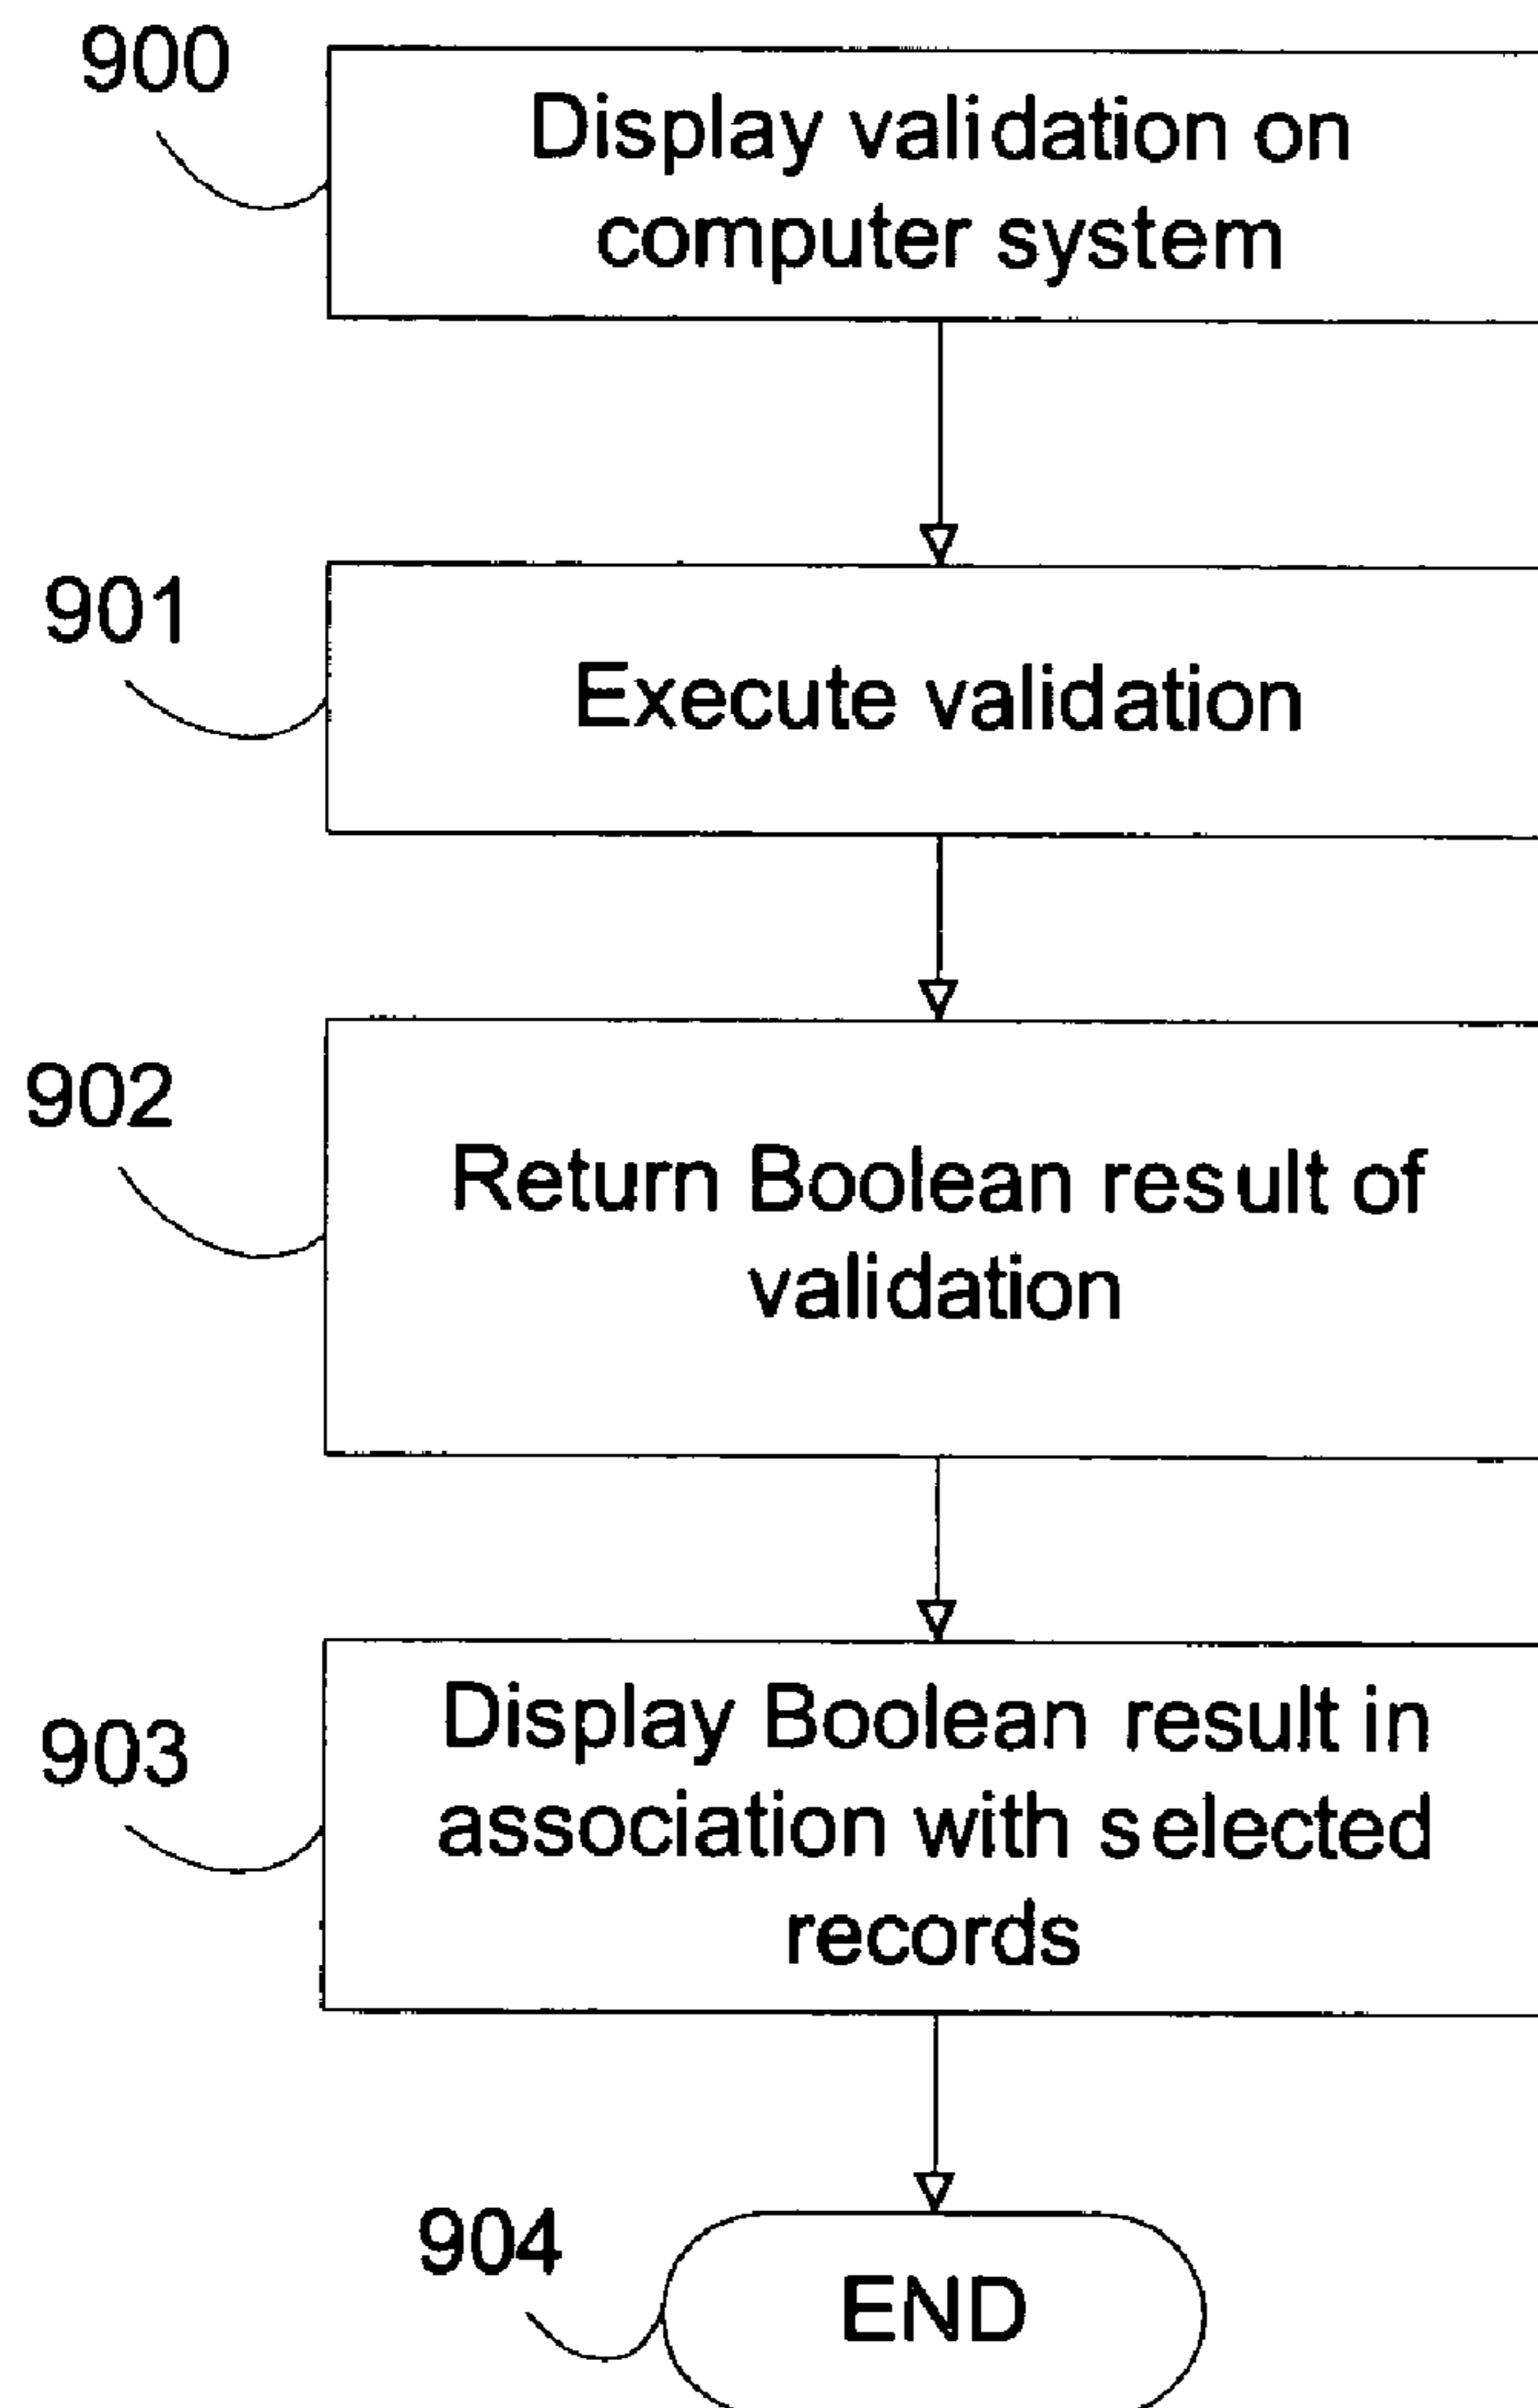 900
Display validation on
computer system
901
Execute validation
902
Return Boolean result of
validation
903
Display Boolean result in
association with selected
records
904
END